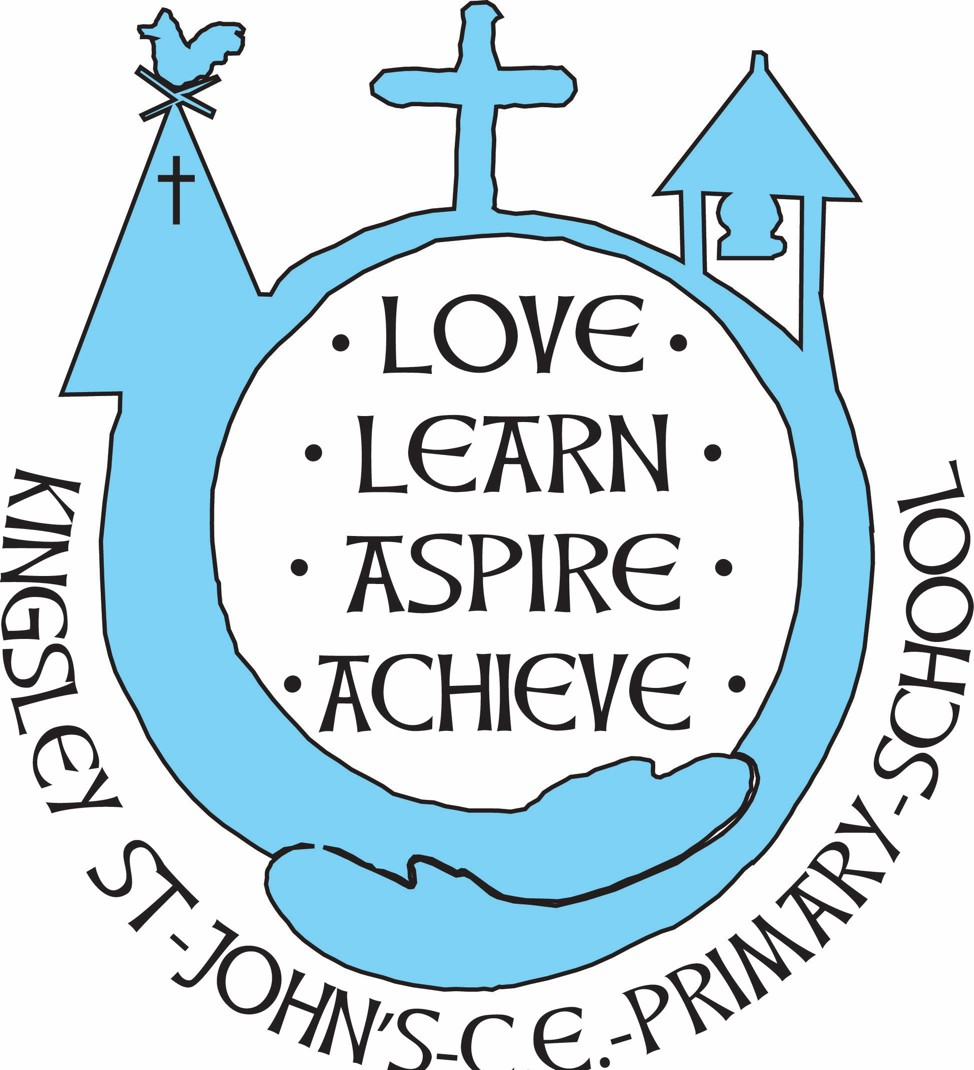 · LOVE ·
· LEARN ·
· ASPIRE ·
· ACHIEVE ·
KINGSLEY ST-JOHN'S-C.E.-PRIMARY-SCHOOL